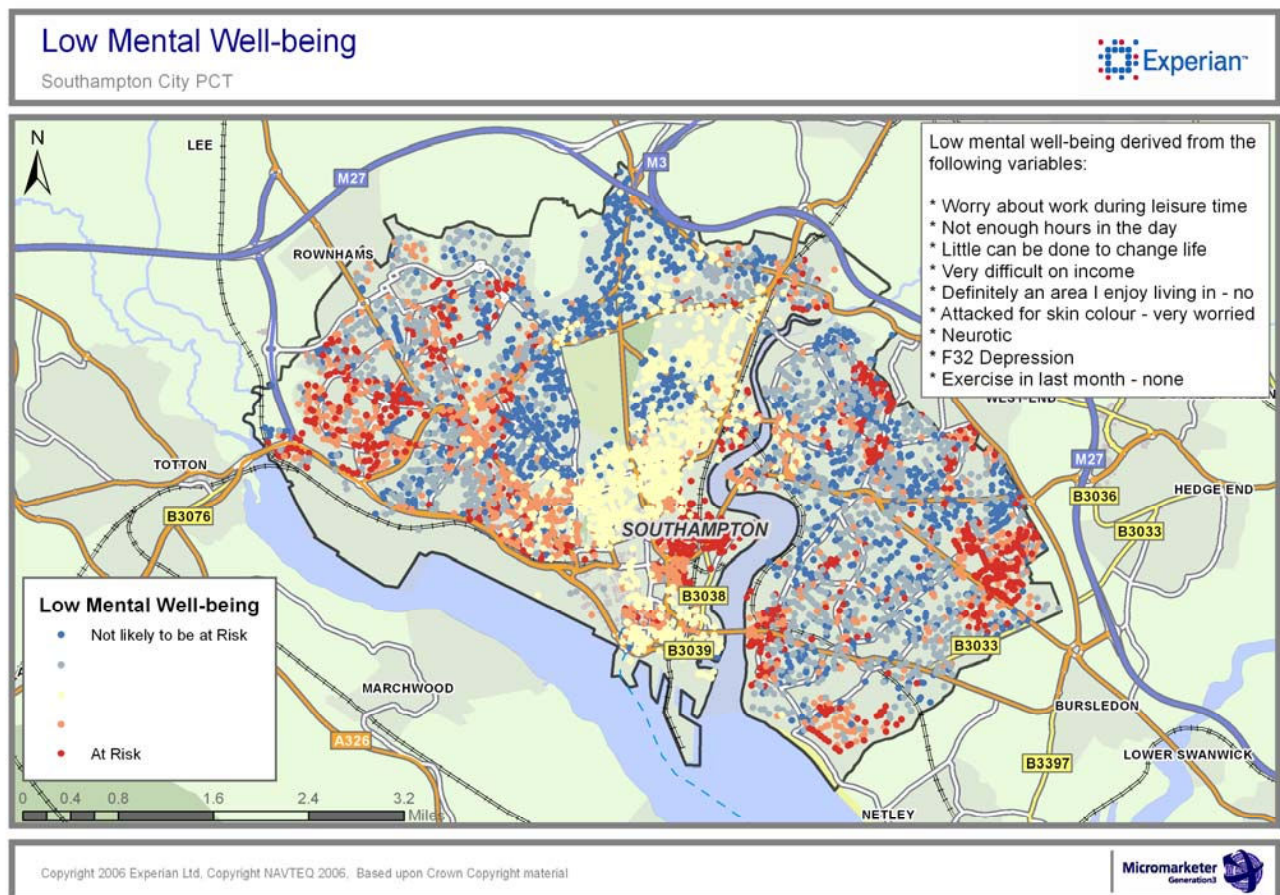 Low Mental Well-being
Southampton City PCT
Experian™
N
LEE
M27
M3
ROWNHAMS
Low mental well-being derived from the
following variables:
* Worry about work during leisure time
* Not enough hours in the day
* Little can be done to change life
* Very difficult on income
* Definitely an area I enjoy living in - no
* Attacked for skin colour - very worried
* Neurotic
* F32 Depression
* Exercise in last month - none
TOTTON
B3076
SOUTHAMPTON
M27
B3036
HEDGE END
B3033
B3038
B3039
B3033
MARCHWOOD
A326
BURSLEDON
LOWER SWANWICK
B3397
NETLEY
Low Mental Well-being
Not likely to be at Risk
At Risk
0 0.4 0.8 1.6 2.4 3.2
Miles
Copyright 2006 Experian Ltd, Copyright NAVTEQ 2006. Based upon Crown Copyright material
Micromarketer
Generation3